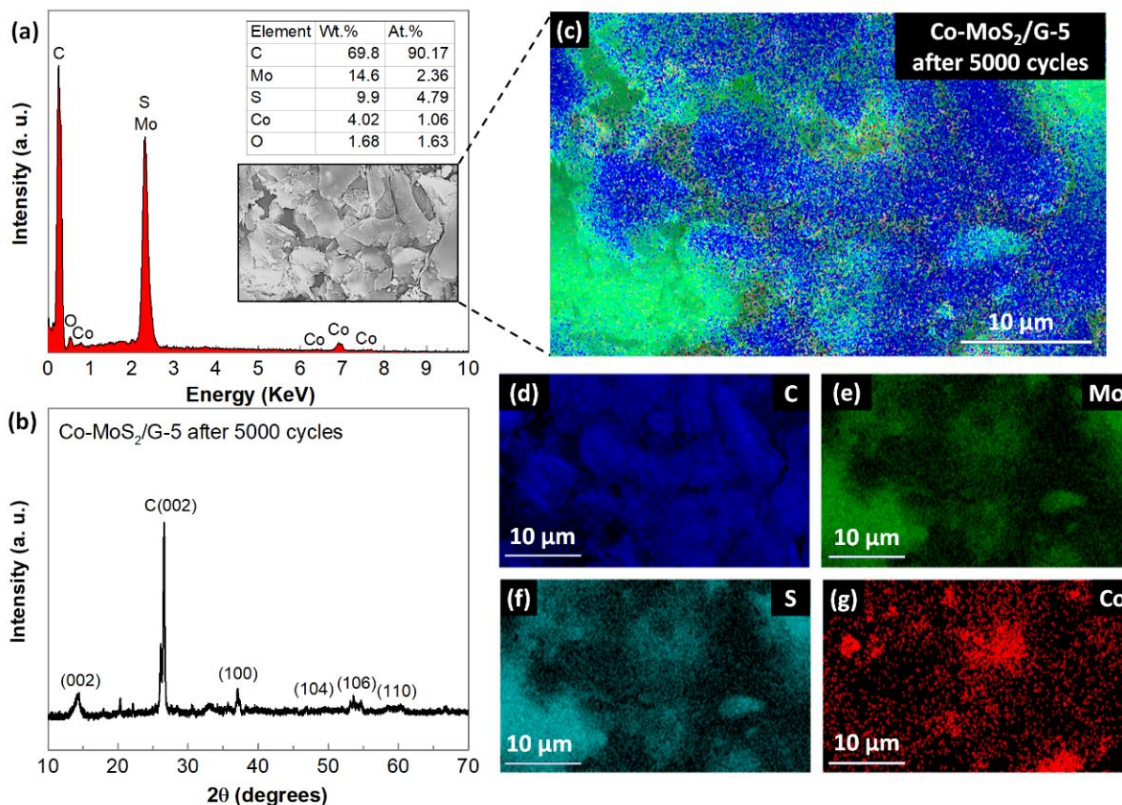 (a)
C
S
Mo
O
Co
Co
Co
Co
Element Wt.% At.%
C 69.8 90.17
Mo 14.6 2.36
S 9.9 4.79
Co 4.02 1.06
O 1.68 1.63
Intensity (a. u.)
0 1 2 3 4 5 6 7 8 9 10
Energy (KeV)
(c)
Co-MoS₂/G-5
after 5000 cycles
10 µm
(b)
Co-MoS₂/G-5 after 5000 cycles
C(002)
(002)
(100)
(104)
(106)
(110)
Intensity (a. u.)
10 20 30 40 50 60 70
2θ (degrees)
(d)
C
10 µm
(e)
Mo
10 µm
(f)
S
10 µm
(g)
Co
10 µm